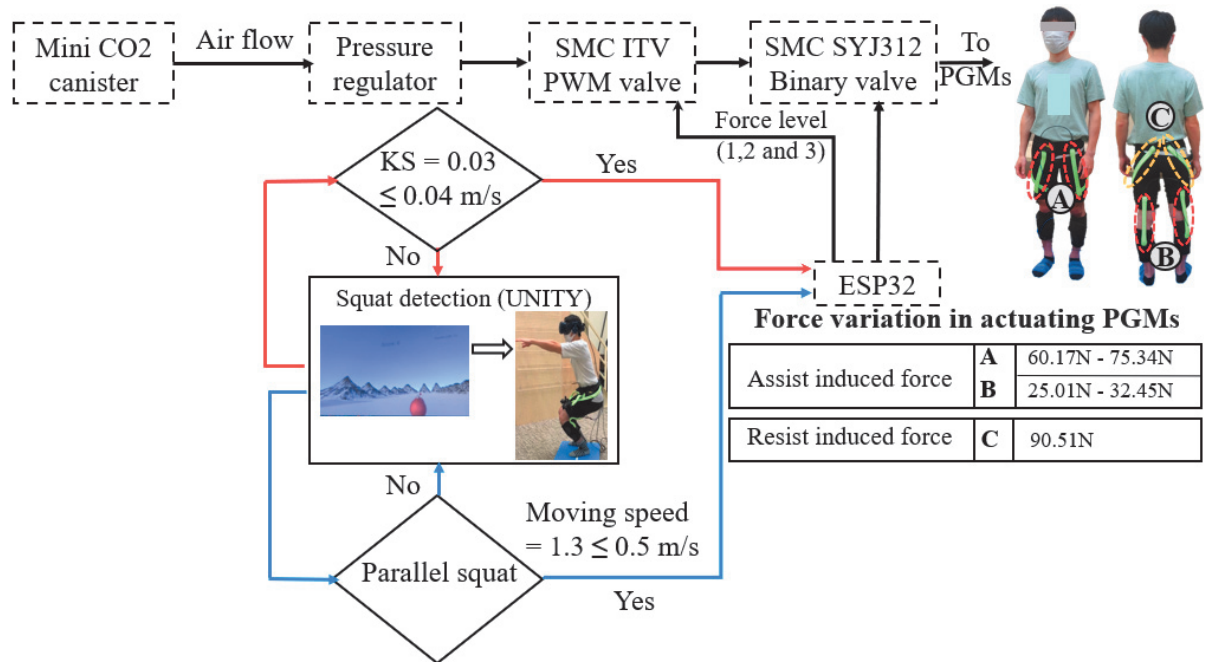 Mini CO2
canister
Air flow
Pressure
regulator
SMC ITV
PWM valve
SMC SYJ312
Binary valve
To
PGMs
Force level
(1,2 and 3)
KS = 0.03
≤ 0.04 m/s
Yes
No
C
A
B
ESP32
Squat detection (UNITY)
Force variation in actuating PGMs
Assist induced force
A
60.17N - 75.34N
B
25.01N - 32.45N
Resist induced force
C
90.51N
No
Moving speed
= 1.3 ≤ 0.5 m/s
Parallel squat
Yes